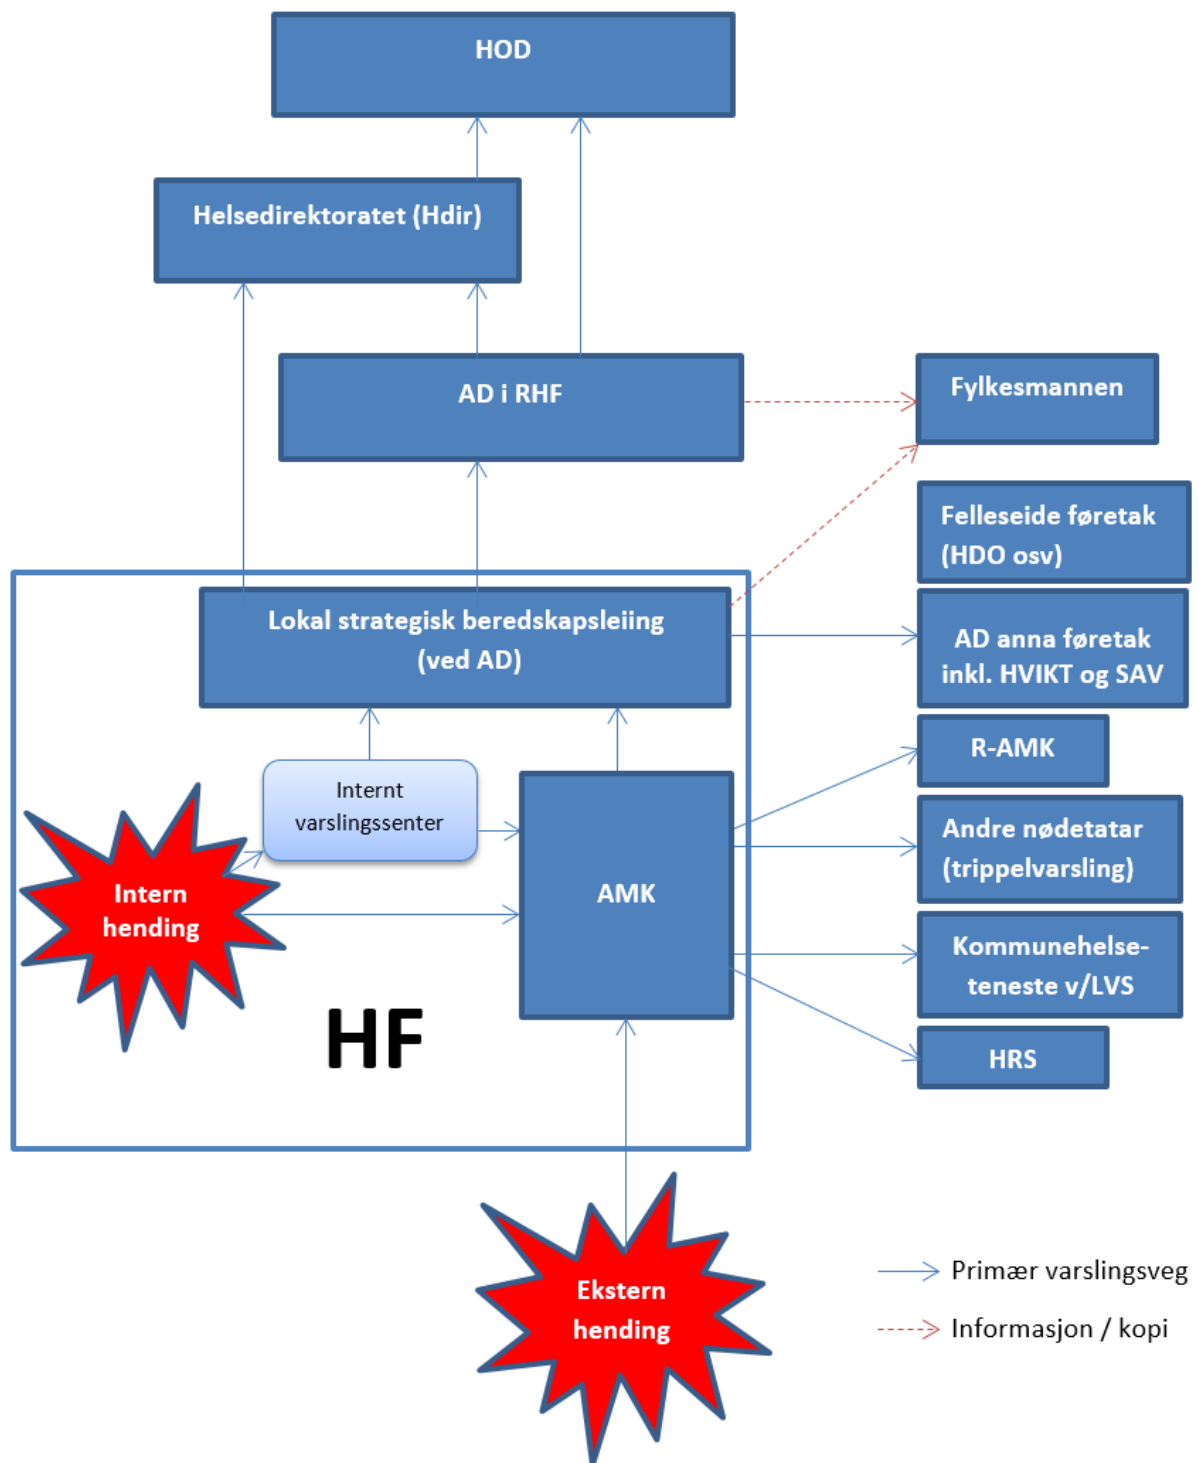 HOD
Helsedirektoratet (Hdir)
AD i RHF
Fylkesmannen
Felleseide føretak
(HDO osv)
Lokal strategisk beredskapsleiing
(ved AD)
AD anna føretak
inkl. HVIKT og SAV
R-AMK
Internt
varslingssenter
Andre nødetatar
(trippelvarsling)
Intern
hending
AMK
Kommunehelse-
teneste v/LVS
HF
HRS
Ekstern
hending
Primær varslingsveg
Informasjon / kopi